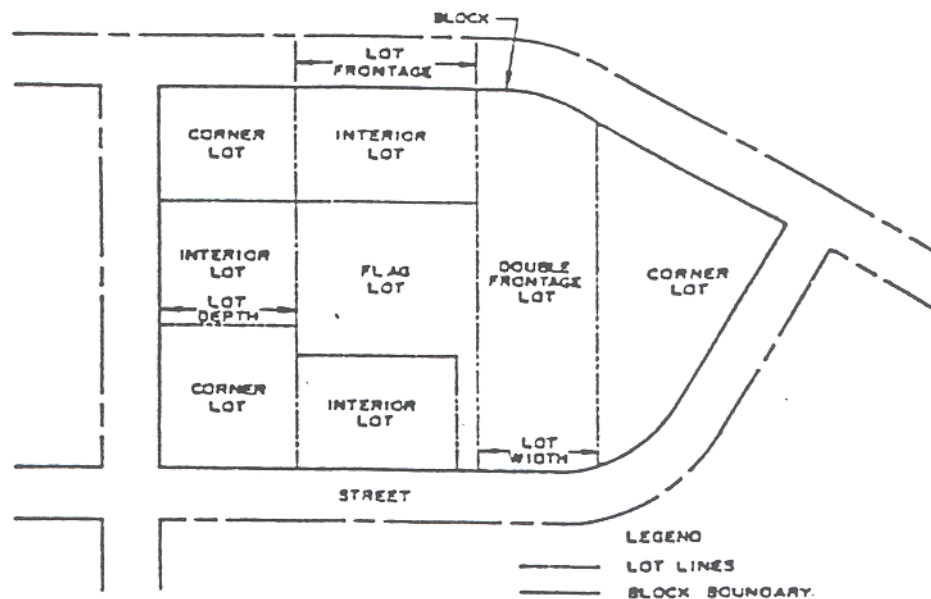 BLOCK
LOT
FRONTAGE
CORNER
LOT
INTERIOR
LOT
INTERIOR
LOT
FLAG
LOT
DOUBLE
FRONTAGE
LOT
CORNER
LOT
LOT
DEPTH
CORNER
LOT
INTERIOR
LOT
LOT
WIDTH
STREET
LEGEND
LOT LINES
BLOCK BOUNDARY.